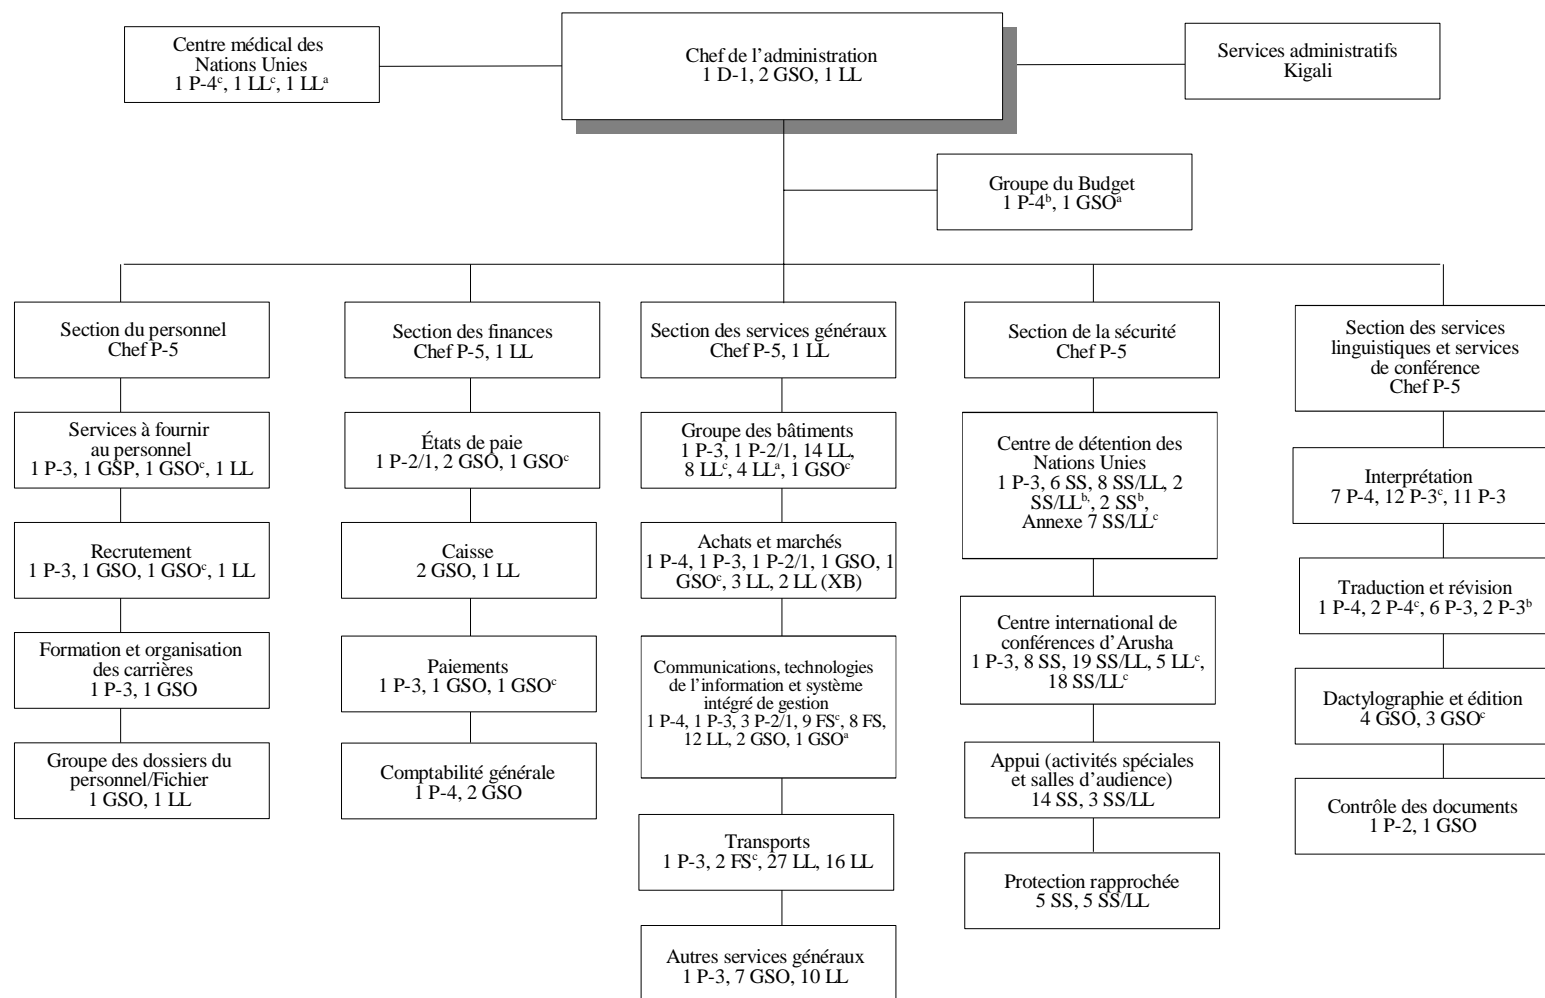 Centre médical des
Nations Unies
1 P-4ᶜ, 1 LLᶜ, 1 LLᵃ
Chef de l’administration
1 D-1, 2 GSO, 1 LL
Services administratifs
Kigali
Groupe du Budget
1 P-4ᵇ, 1 GSOᵃ
Section du personnel
Chef P-5
Services à fournir
au personnel
1 P-3, 1 GSP, 1 GSOᶜ, 1 LL
Recrutement
1 P-3, 1 GSO, 1 GSOᶜ, 1 LL
Formation et organisation
des carrières
1 P-3, 1 GSO
Groupe des dossiers du
personnel/Fichier
1 GSO, 1 LL
Section des finances
Chef P-5, 1 LL
États de paie
1 P-2/1, 2 GSO, 1 GSOᶜ
Caisse
2 GSO, 1 LL
Paiements
1 P-3, 1 GSO, 1 GSOᶜ
Comptabilité générale
1 P-4, 2 GSO
Section des services généraux
Chef P-5, 1 LL
Groupe des bâtiments
1 P-3, 1 P-2/1, 14 LL,
8 LLᶜ, 4 LLᵃ, 1 GSOᶜ
Achats et marchés
1 P-4, 1 P-3, 1 P-2/1, 1 GSO, 1
GSOᶜ, 3 LL, 2 LL (XB)
Communications, technologies
de l’information et système
intégré de gestion
1 P-4, 1 P-3, 3 P-2/1, 9 FSᶜ, 8 FS,
12 LL, 2 GSO, 1 GSOᵃ
Transports
1 P-3, 2 FSᶜ, 27 LL, 16 LL
Autres services généraux
1 P-3, 7 GSO, 10 LL
Section de la sécurité
Chef P-5
Centre de détention des
Nations Unies
1 P-3, 6 SS, 8 SS/LL, 2
SS/LLᵇ,, 2 SSᵇ,
Annexe 7 SS/LLᶜ
Centre international de
conférences d’Arusha
1 P-3, 8 SS, 19 SS/LL, 5 LLᶜ,
18 SS/LLᶜ
Appui (activités spéciales
et salles d’audience)
14 SS, 3 SS/LL
Protection rapprochée
5 SS, 5 SS/LL
Section des services
linguistiques et services
de conférence
Chef P-5
Interprétation
7 P-4, 12 P-3ᶜ, 11 P-3
Traduction et révision
1 P-4, 2 P-4ᶜ, 6 P-3, 2 P-3ᵇ
Dactylographie et édition
4 GSO, 3 GSOᶜ
Contrôle des documents
1 P-2, 1 GSO